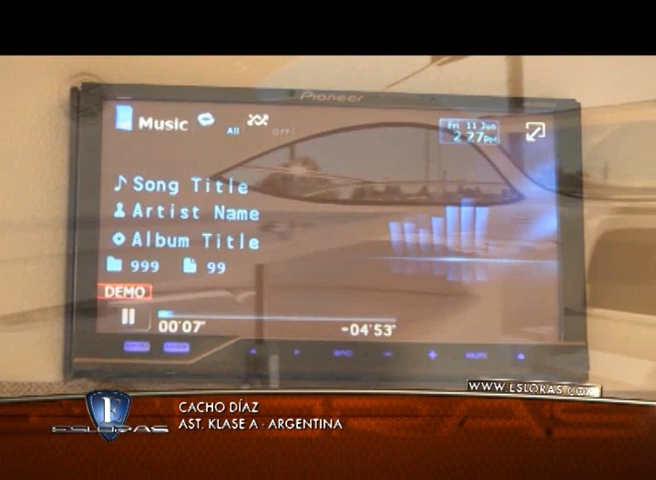 Pioneer
Music
All
Off
Fri 11 Jun
2:27PM
Song Title
Artist Name
Album Title
999
99
DEMO
00'07"
-04'53"
WWW.ESLORAS.COM
E
ESLORAS
CACHO DÍAZ
AST. KLASE A - ARGENTINA